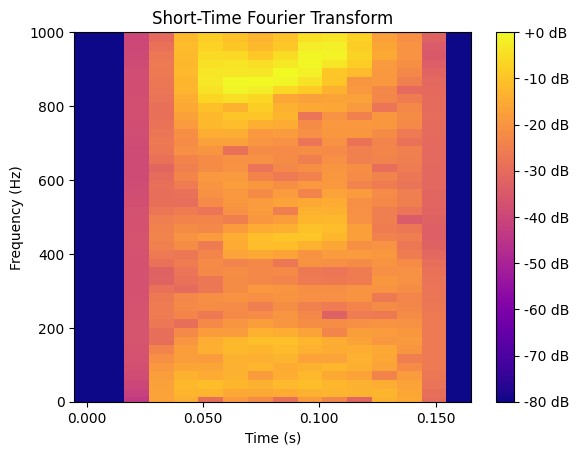 Short-Time Fourier Transform
1000
800
600
400
200
0
Frequency (Hz)
0.000
0.050
0.100
0.150
Time (s)
+0 dB
-10 dB
-20 dB
-30 dB
-40 dB
-50 dB
-60 dB
-70 dB
-80 dB